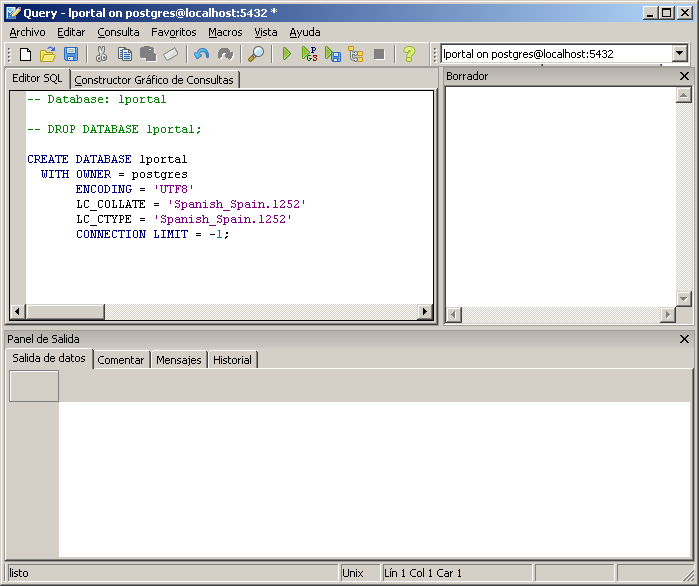 Query - lportal on postgres@localhost:5432 *
Archivo Editar Consulta Favoritos Macros Vista Ayuda
lportal on postgres@localhost:5432
Editor SQL Constructor Gráfico de Consultas
-- Database: lportal
-- DROP DATABASE lportal;
CREATE DATABASE lportal
WITH OWNER = postgres
ENCODING = 'UTF8'
LC_COLLATE = 'Spanish_Spain.1252'
LC_CTYPE = 'Spanish_Spain.1252'
CONNECTION LIMIT = -1;
Borrador
Panel de Salida
Salida de datos Comentar Mensajes Historial
listo Unix Lín 1 Col 1 Car 1